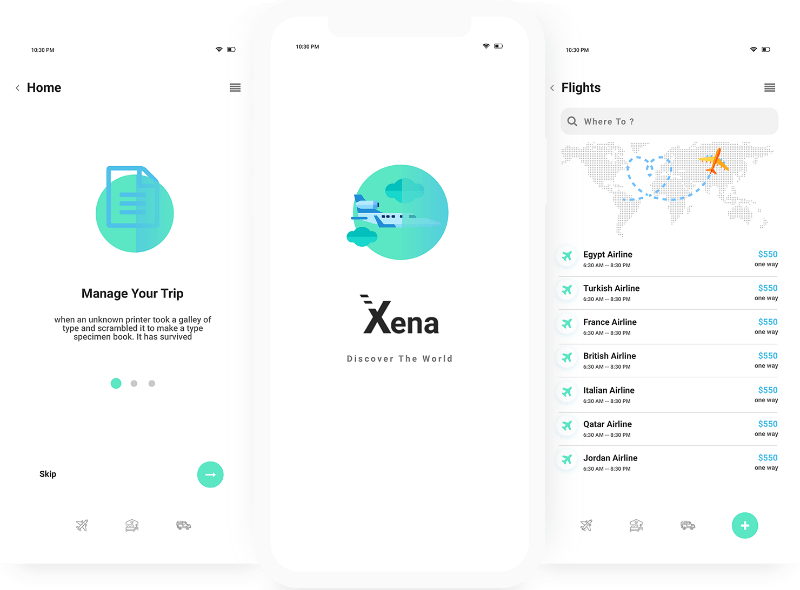 10:30 PM
Home
Manage Your Trip
when an unknown printer took a galley of
type and scrambled it to make a type
specimen book. It has survived
Skip
10:30 PM
Xena
Discover The World
10:30 PM
Flights
Where To ?
Egypt Airline
$550
6:30 AM — 8:30 PM
one way
Turkish Airline
$550
6:30 AM — 8:30 PM
one way
France Airline
$550
6:30 AM — 8:30 PM
one way
British Airline
$550
6:30 AM — 8:30 PM
one way
Italian Airline
$550
6:30 AM — 8:30 PM
one way
Qatar Airline
$550
6:30 AM — 8:30 PM
one way
Jordan Airline
$550
6:30 AM — 8:30 PM
one way